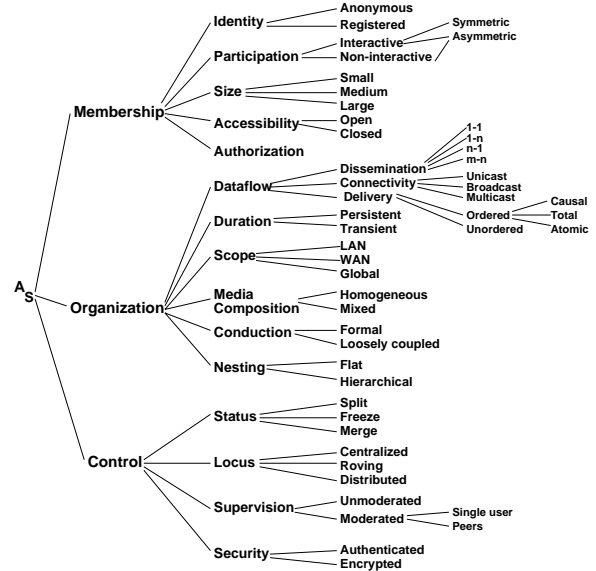 Anonymous
Identity
Registered
Symmetric
Interactive
Asymmetric
Participation
Non-interactive
Small
Size
Medium
Large
Membership
Open
Accessibility
Closed
Authorization
1-1
1-n
n-1
m-n
Dissemination
Unicast
Dataflow
Connectivity
Broadcast
Multicast
Delivery
Causal
Ordered
Total
Unordered
Atomic
Persistent
Duration
Transient
LAN
Scope
WAN
Global
A
S
Organization
Media
Composition
Homogeneous
Mixed
Formal
Conduction
Loosely coupled
Flat
Nesting
Hierarchical
Split
Status
Freeze
Merge
Control
Centralized
Locus
Roving
Distributed
Unmoderated
Supervision
Moderated
Single user
Peers
Authenticated
Security
Encrypted